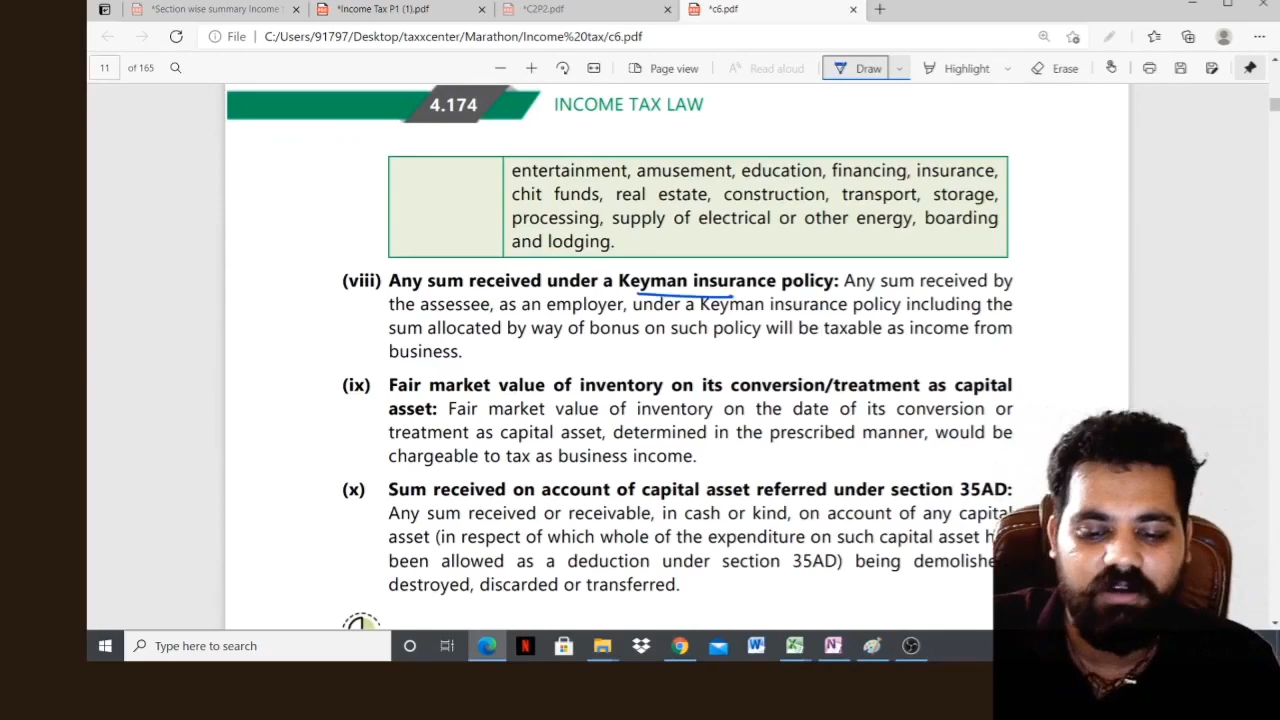 *Section wise summary Income
*Income Tax P1 (1).pdf
*C2P2.pdf
*c6.pdf
File
C:/Users/91797/Desktop/taxxcenter/Marathon/Income%20tax/c6.pdf
11 of 165
Page view
Read aloud
Draw
Highlight
Erase
4.174 INCOME TAX LAW
entertainment, amusement, education, financing, insurance,
chit funds, real estate, construction, transport, storage,
processing, supply of electrical or other energy, boarding
and lodging.
(viii) Any sum received under a Keyman insurance policy: Any sum received by
the assessee, as an employer, under a Keyman insurance policy including the
sum allocated by way of bonus on such policy will be taxable as income from
business.
(ix) Fair market value of inventory on its conversion/treatment as capital
asset: Fair market value of inventory on the date of its conversion or
treatment as capital asset, determined in the prescribed manner, would be
chargeable to tax as business income.
(x) Sum received on account of capital asset referred under section 35AD:
Any sum received or receivable, in cash or kind, on account of any capital
asset (in respect of which whole of the expenditure on such capital asset
been allowed as a deduction under section 35AD) being
destroyed, discarded or transferred.
Type here to search